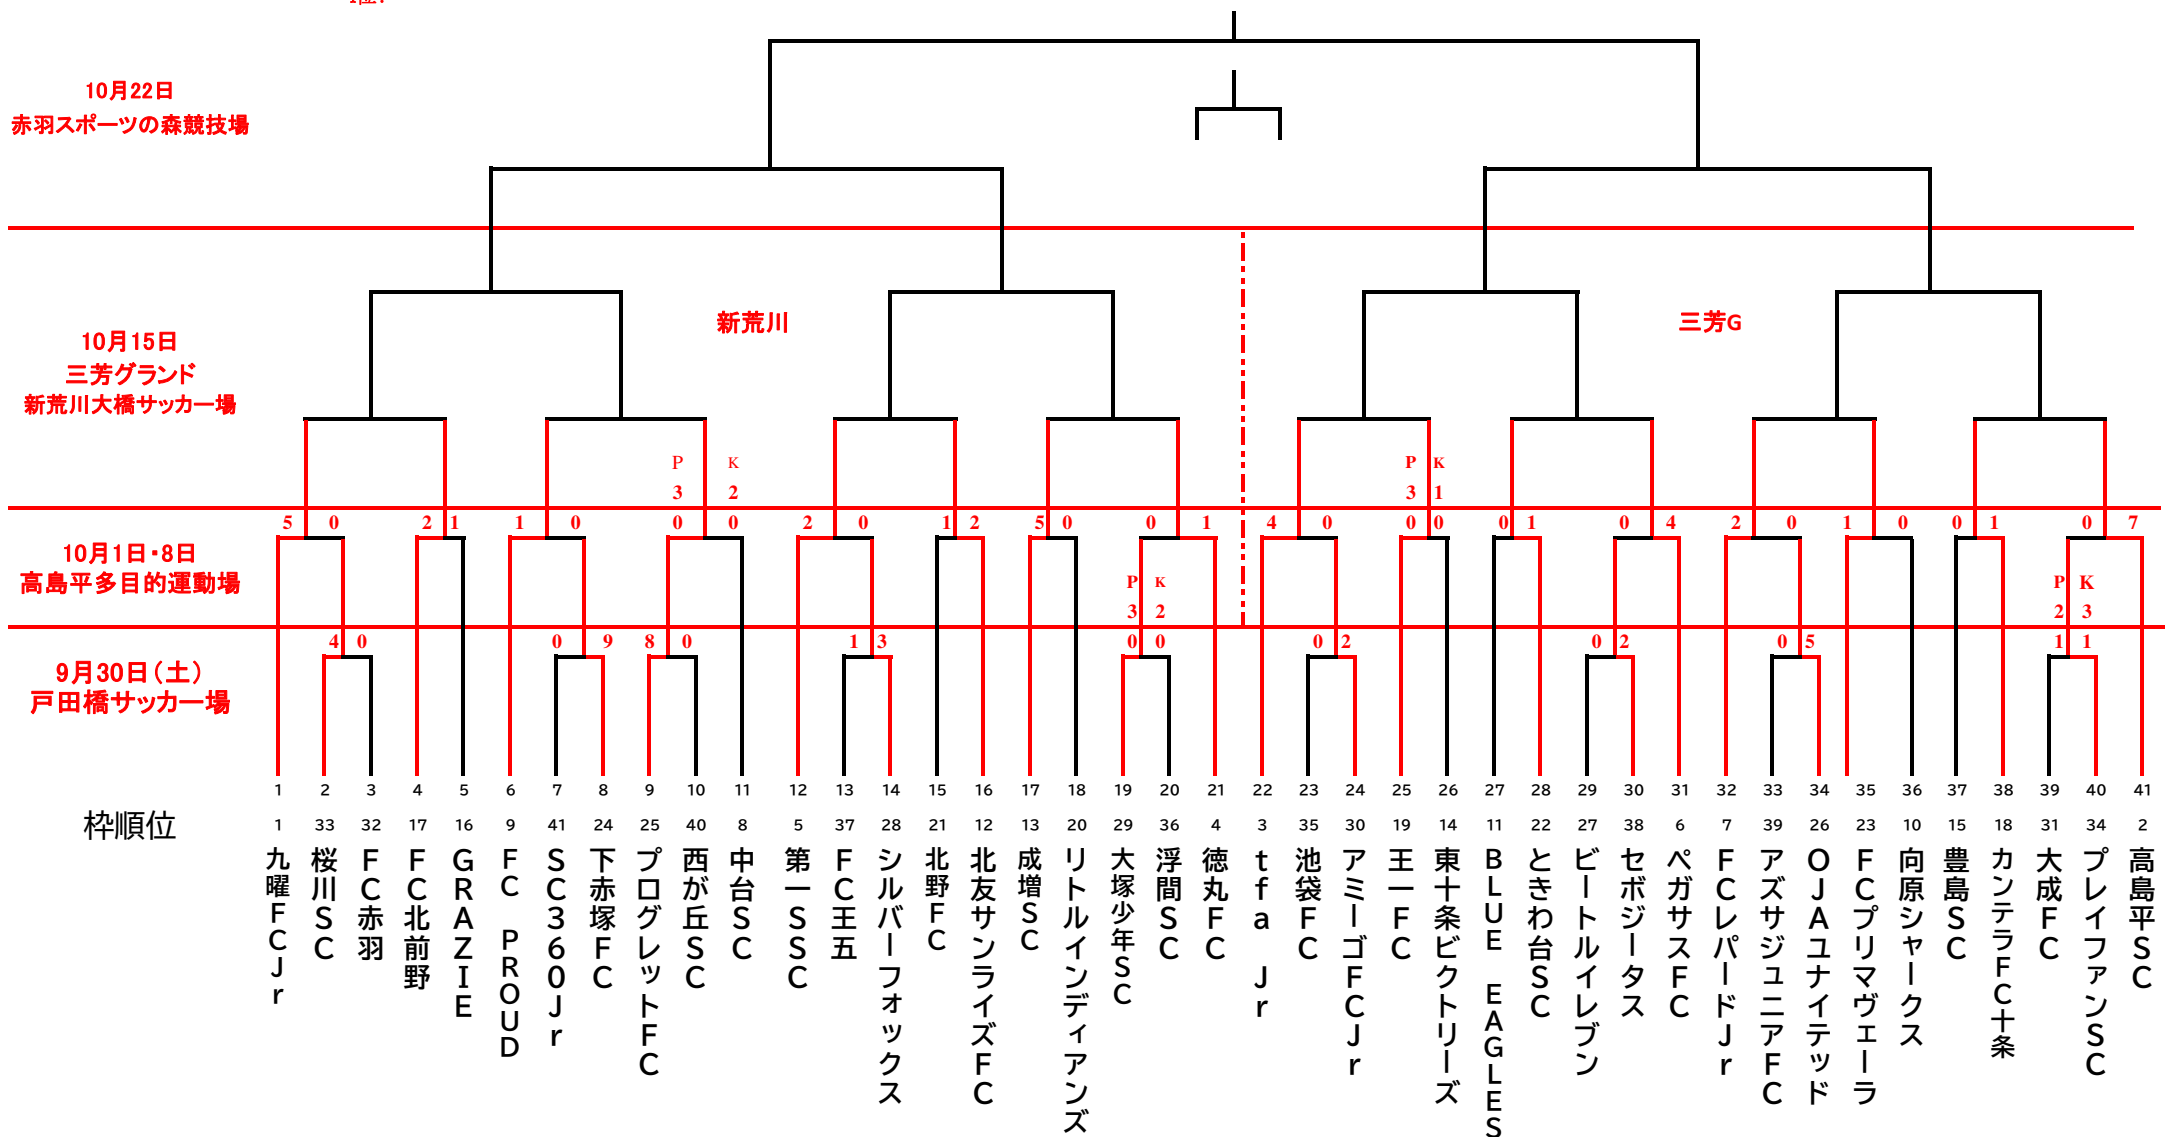 1位:
10月22日
赤羽スポーツの森競技場
新荒川
三芳G
10月15日
三芳グランド
新荒川大橋サッカー場
P K P K
3 2 3 1
5 0 2 1 1 0 0 0 2 0 1 2 5 0 0 1 4 0 0 0 0 1 0 4 2 0 1 0 0 1 0 7
10月1日・8日
高島平多目的運動場
P K P K
3 2 2 3
4 0 0 9 8 0 1 3 0 0 0 2 0 2 0 5 1 1
9月30日(土)
戸田橋サッカー場
1 2 3 4 5 6 7 8 9 10 11 12 13 14 15 16 17 18 19 20 21 22 23 24 25 26 27 28 29 30 31 32 33 34 35 36 37 38 39 40 41
枠順位 1 33 32 17 16 9 41 24 25 40 8 5 37 28 21 12 13 20 29 36 4 3 35 30 19 14 11 22 27 38 6 7 39 26 23 10 15 18 31 34 2
九曜FCJr
桜川SC
FC赤羽
FC北前野
GRAZIE
FC PROUD
SC360Jr
下赤塚FC
プログレットFC
西が丘SC
中台SC
第一SSC
FC王五
シルバーフォックス
北野FC
北友サンライズFC
成増SC
リトルインディアンズ
大塚少年SC
浮間SC
徳丸FC
tfa Jr
池袋FC
アミーゴFCJr
王一FC
東十条ビクトリーズ
BLUE EAGLES
ときわ台SC
ビートルイレブン
セボジータス
ペガサスFC
FCレパードJr
アズサジュニアFC
OJAユナイテッド
FCプリマヴェーラ
向原シャークス
豊島SC
カンテラFC十条
大成FC
プレイファンSC
高島平SC